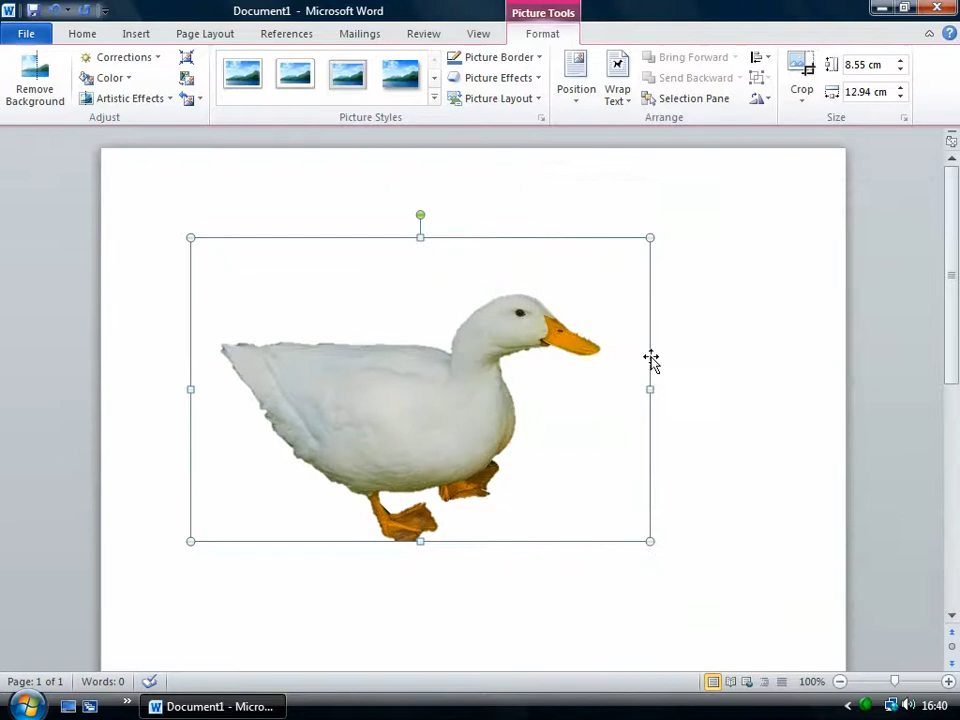 Document1 - Microsoft Word
Picture Tools
File Home Insert Page Layout References Mailings Review View Format
Remove Background
Corrections
Color
Artistic Effects
Adjust
Picture Styles
Picture Border
Picture Effects
Picture Layout
Position
Wrap Text
Bring Forward
Send Backward
Selection Pane
Arrange
Crop
8.55 cm
12.94 cm
Size
Page: 1 of 1 Words: 0 100%
Document1 - Micro... 16:40